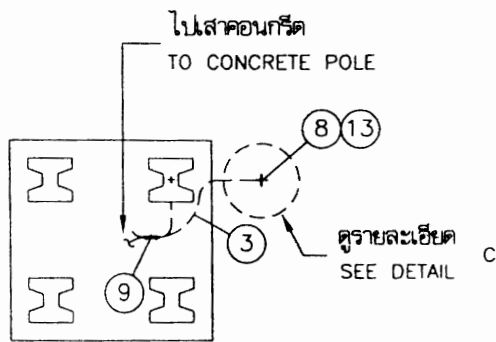 ไปเสาคอนกรีต
TO CONCRETE POLE
8 13
3
9
ดูรายละเอียด C
SEE DETAIL